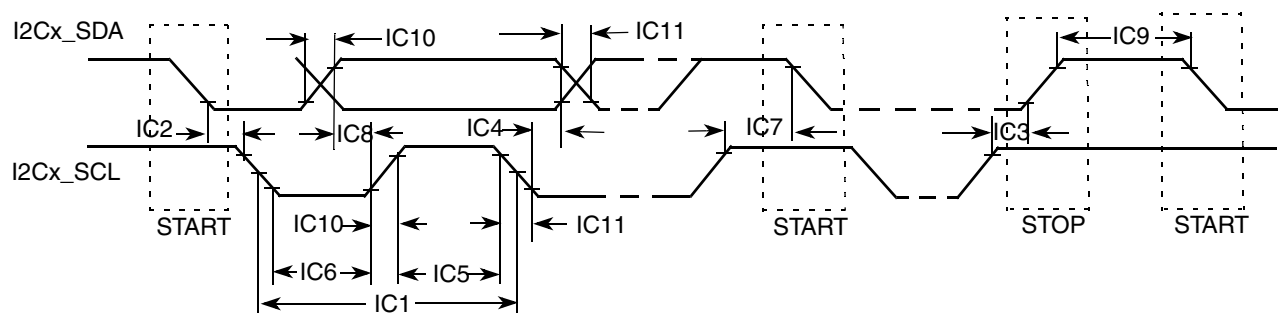 I2Cx_SDA
IC10
IC11
IC9
IC2
IC8
IC4
IC7
IC3
I2Cx_SCL
START
IC10
IC11
START
STOP
START
IC6
IC5
IC1